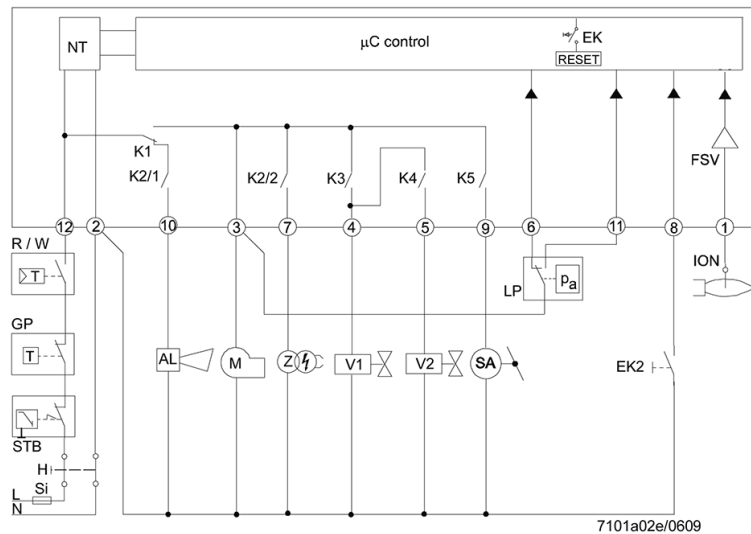 NT
μC control
EK
RESET
FSV
K1
K2/1
K2/2
K3
K4
K5
12
2
10
3
7
4
5
9
6
11
8
1
R / W
T
GP
T
STB
H
Si
L
N
AL
M
Z
V1
V2
SA
LP
pa
ION
EK2
7101a02e/0609